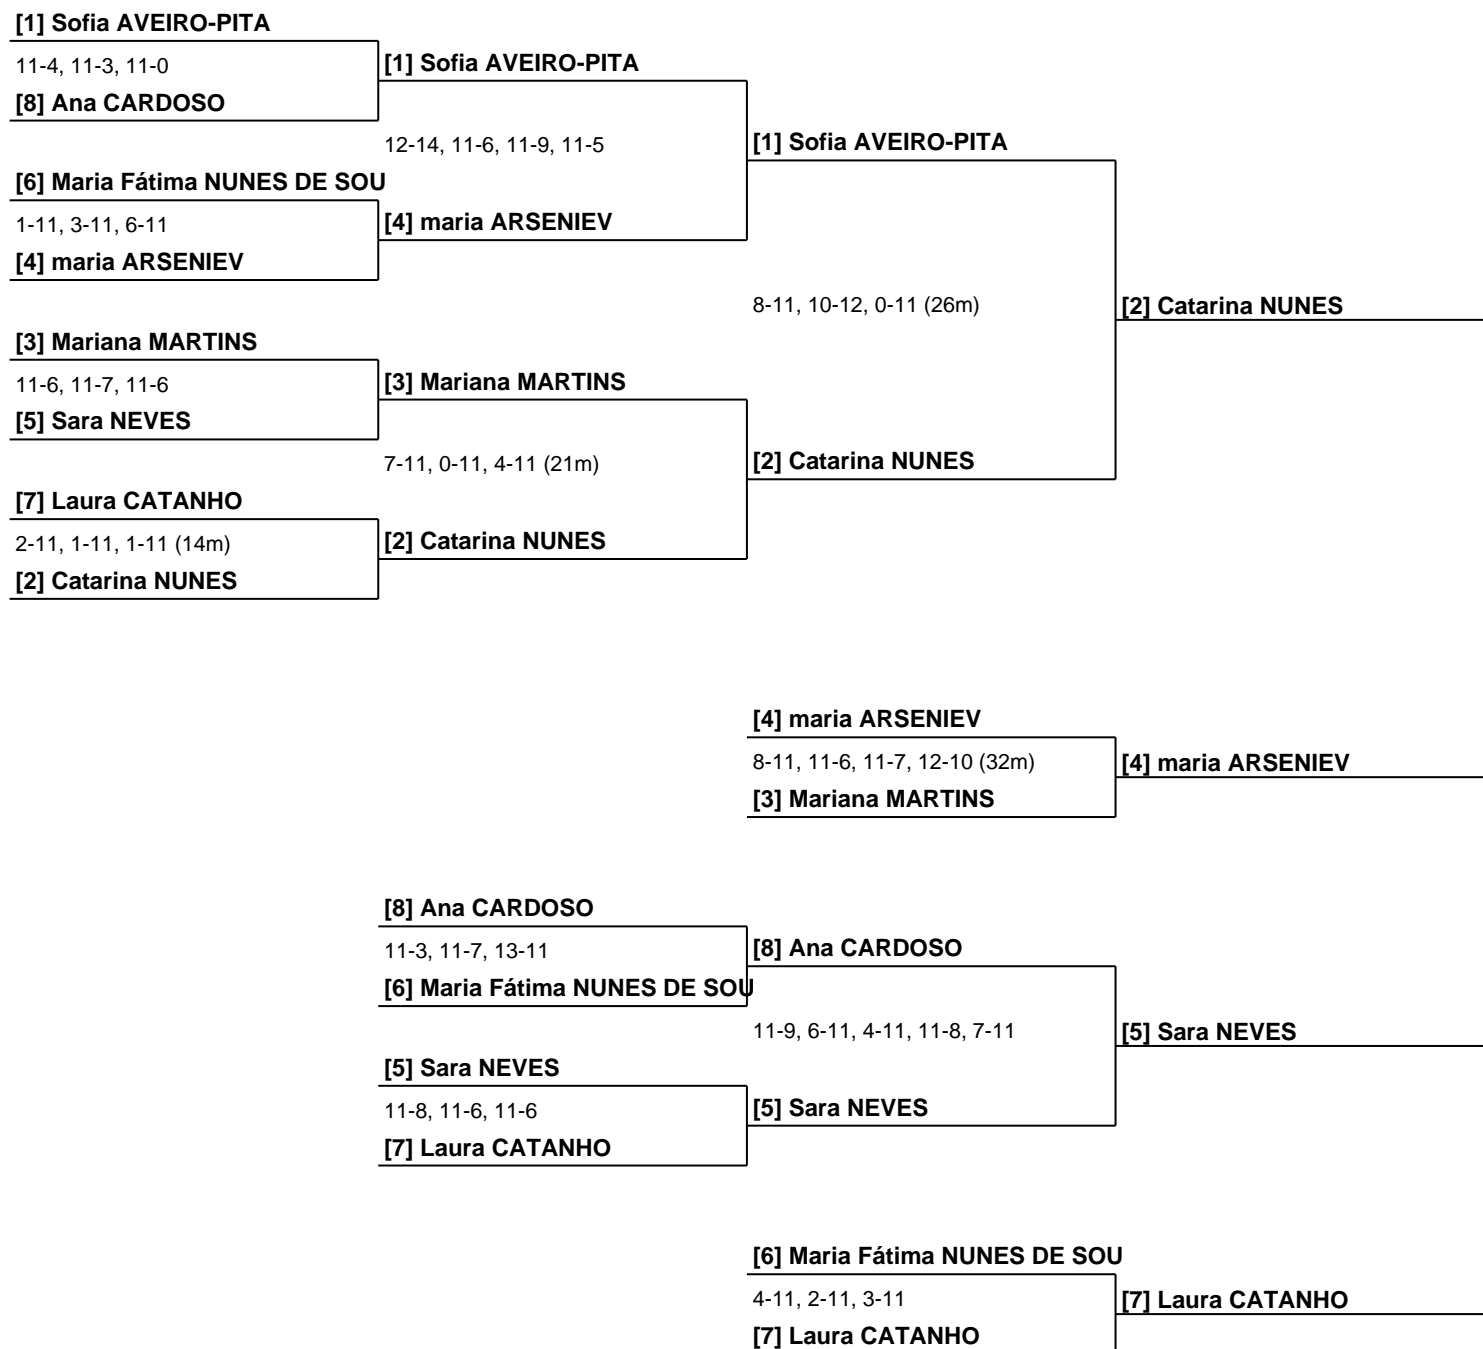 [1] Sofia AVEIRO-PITA
11-4, 11-3, 11-0
[1] Sofia AVEIRO-PITA
[8] Ana CARDOSO
12-14, 11-6, 11-9, 11-5
[1] Sofia AVEIRO-PITA
[6] Maria Fátima NUNES DE SOU
1-11, 3-11, 6-11
[4] maria ARSENIEV
[4] maria ARSENIEV
8-11, 10-12, 0-11 (26m)
[2] Catarina NUNES
[3] Mariana MARTINS
11-6, 11-7, 11-6
[3] Mariana MARTINS
[5] Sara NEVES
7-11, 0-11, 4-11 (21m)
[2] Catarina NUNES
[7] Laura CATANHO
2-11, 1-11, 1-11 (14m)
[2] Catarina NUNES
[2] Catarina NUNES
[4] maria ARSENIEV
8-11, 11-6, 11-7, 12-10 (32m)
[4] maria ARSENIEV
[3] Mariana MARTINS
[8] Ana CARDOSO
11-3, 11-7, 13-11
[8] Ana CARDOSO
[6] Maria Fátima NUNES DE SOU
11-9, 6-11, 4-11, 11-8, 7-11
[5] Sara NEVES
[5] Sara NEVES
11-8, 11-6, 11-6
[5] Sara NEVES
[7] Laura CATANHO
[6] Maria Fátima NUNES DE SOU
4-11, 2-11, 3-11
[7] Laura CATANHO
[7] Laura CATANHO